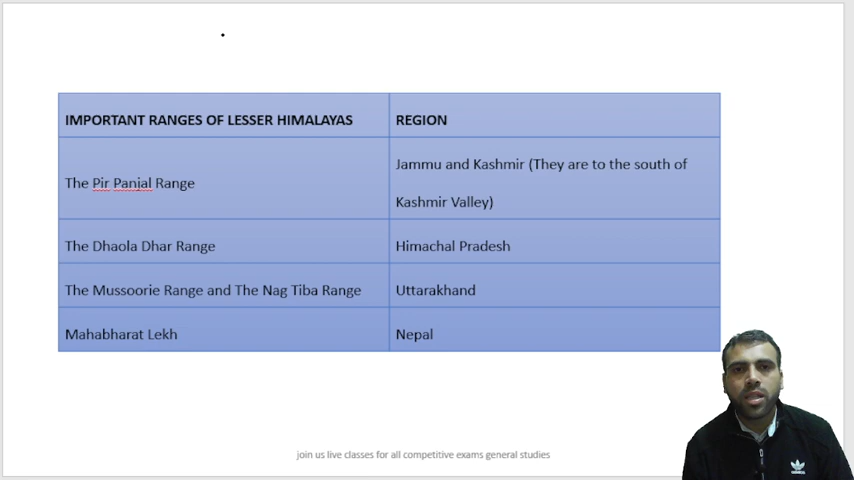 IMPORTANT RANGES OF LESSER HIMALAYAS
REGION
The Pir Panjal Range
Jammu and Kashmir (They are to the south of
Kashmir Valley)
The Dhaola Dhar Range
Himachal Pradesh
The Mussoorie Range and The Nag Tiba Range
Uttarakhand
Mahabharat Lekh
Nepal
join us live classes for all competitive exams general studies